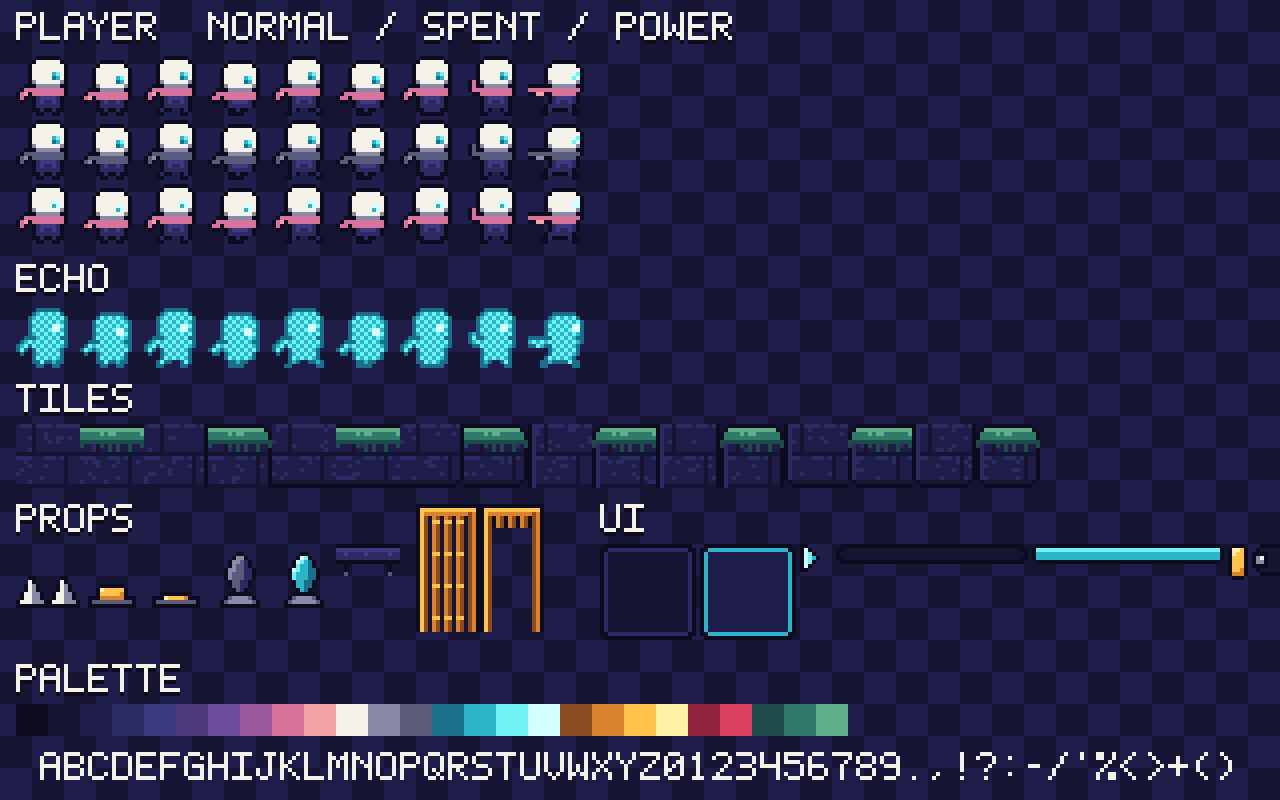 PLAYER NORMAL / SPENT / POWER
ECHO
TILES
PROPS
UI
PALETTE
ABCDEFGHIJKLMNOPQRSTUVWXYZ0123456789.,!?:-/'%<>+()